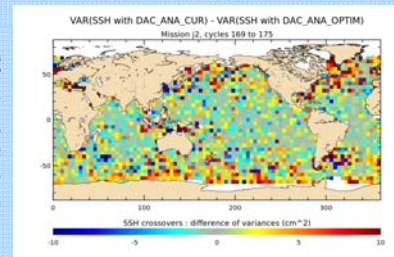 VAR(SSH with DAC_ANA_CUR) - VAR(SSH with DAC_ANA_OPTIM)
Mission j2, cycles 169 to 175
50
0
-50
0 100 200 300
SSH crossovers : difference of variances (cm^2)
-10 -5 0 5 10